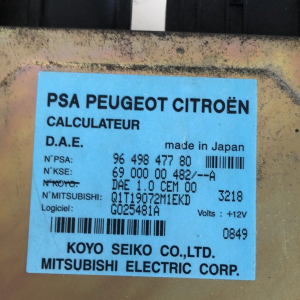 PSA PEUGEOT CITROËN
CALCULATEUR
D.A.E. made in Japan
N°PSA: 96 498 477 80
N°KSE: 69 000 00 482/--A
N°KOYO: DAE 1.0 CEM 00
N°MITSUBISHI: Q1T19072M1EKD 3218
Logiciel: G025481A Volts : +12V
0849
KOYO SEIKO CO.,LTD.
MITSUBISHI ELECTRIC CORP.